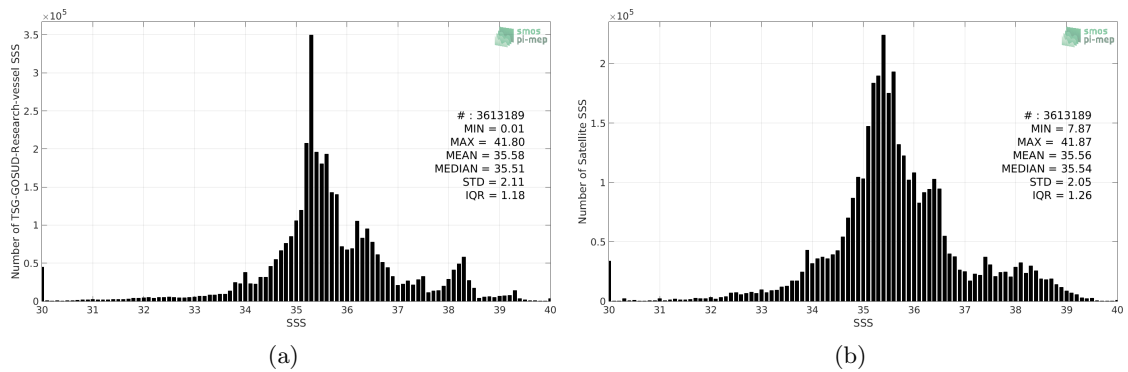 ×10⁵
smos
pi-mep
3.5
3
2.5
2
1.5
1
0.5
0
Number of TSG-GOSUD-Research-vessel SSS
# : 3613189
MIN = 0.01
MAX = 41.80
MEAN = 35.58
MEDIAN = 35.51
STD = 2.11
IQR = 1.18
30 31 32 33 34 35 36 37 38 39 40
SSS
(a)
×10⁵
smos
pi-mep
2
1.5
1
0.5
0
Number of Satellite SSS
# : 3613189
MIN = 7.87
MAX = 41.87
MEAN = 35.56
MEDIAN = 35.54
STD = 2.05
IQR = 1.26
30 31 32 33 34 35 36 37 38 39 40
SSS
(b)